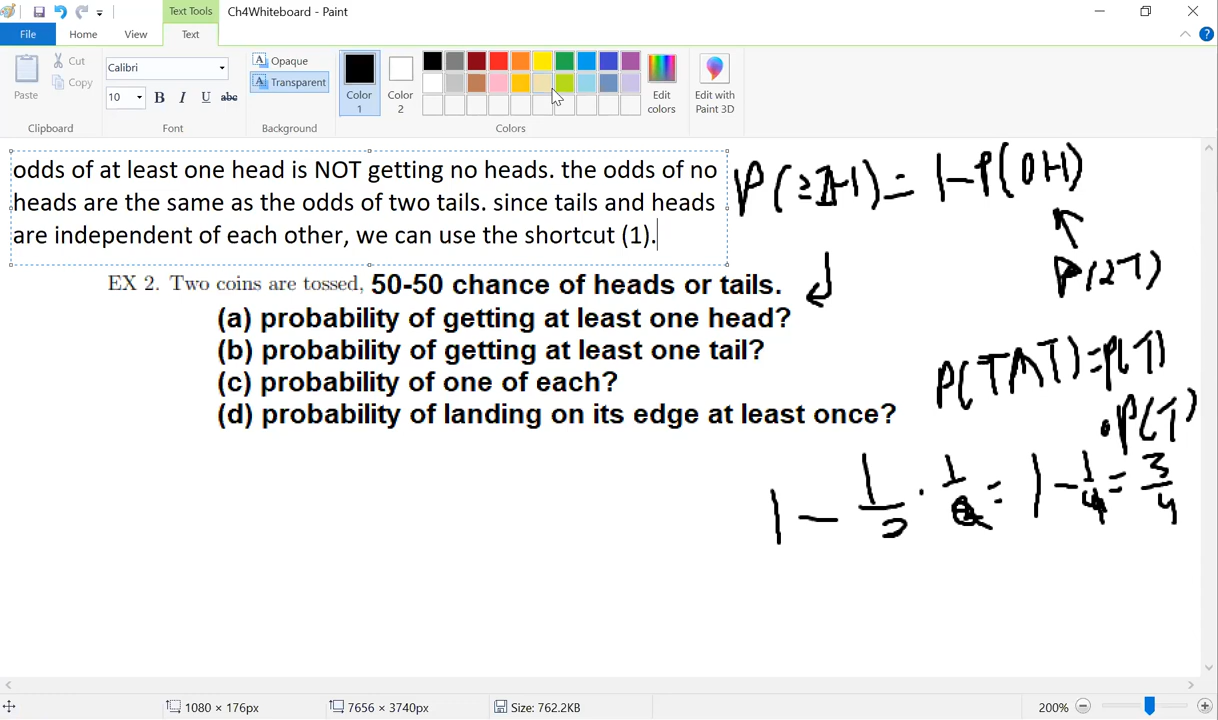 Ch4Whiteboard - Paint
Text Tools
File Home View Text
Paste
Cut
Copy
Clipboard
Calibri
10 B I U abc
Font
Opaque
Transparent
Background
Color 1
Color 2
Colors
Edit colors
Edit with Paint 3D
odds of at least one head is NOT getting no heads. the odds of no
heads are the same as the odds of two tails. since tails and heads
are independent of each other, we can use the shortcut (1).
P(≥1H) = 1-P(0H)
P(2T)
EX 2. Two coins are tossed, 50-50 chance of heads or tails.
(a) probability of getting at least one head?
(b) probability of getting at least one tail?
(c) probability of one of each?
(d) probability of landing on its edge at least once?
P(T∧T)=P(T)
·P(T)
1 - 1/2 · 1/2 = 1 - 1/4 = 3/4
1080 × 176px
7656 × 3740px
Size: 762.2KB
200%